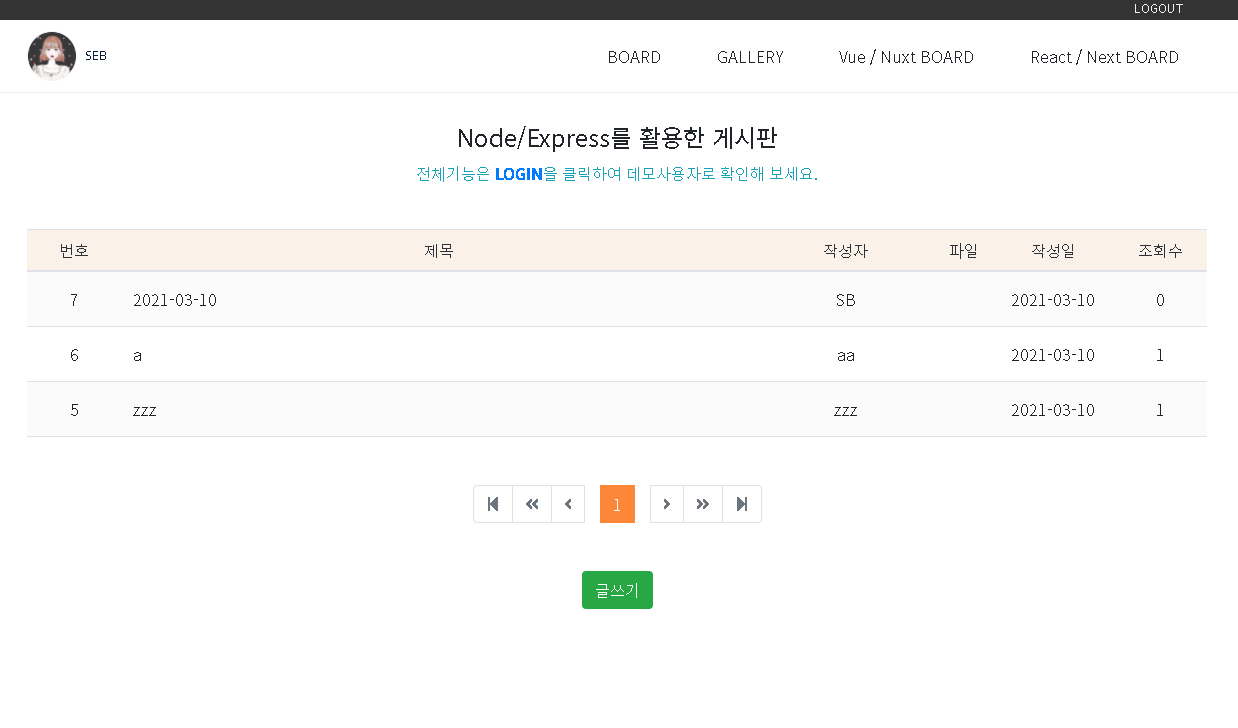 LOGOUT
SEB BOARD GALLERY Vue / Nuxt BOARD React / Next BOARD
Node/Express를 활용한 게시판
전체기능은 LOGIN을 클릭하여 데모사용자로 확인해 보세요.
번호 제목 작성자 파일 작성일 조회수
7 2021-03-10 SB 2021-03-10 0
6 a aa 2021-03-10 1
5 zzz zzz 2021-03-10 1
1
글쓰기